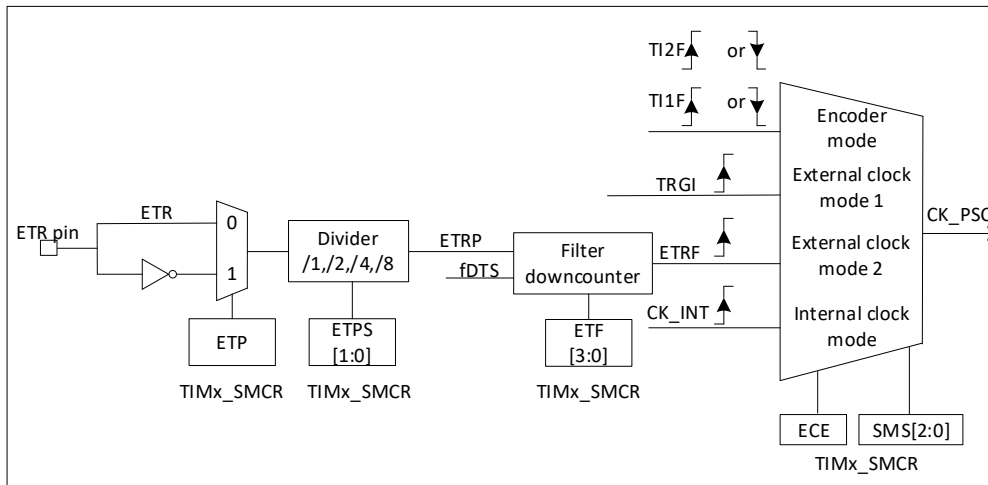 TI2F or
TI1F or
Encoder
mode
TRGI
External clock
mode 1
CK_PSC
ETR pin
ETR
0
1
Divider
/1,/2,/4,/8
ETRP
fDTS
Filter
downcounter
ETRF
External clock
mode 2
CK_INT
Internal clock
mode
ETP
ETPS
[1:0]
ETF
[3:0]
TIMx_SMCR
TIMx_SMCR
TIMx_SMCR
ECE
SMS[2:0]
TIMx_SMCR